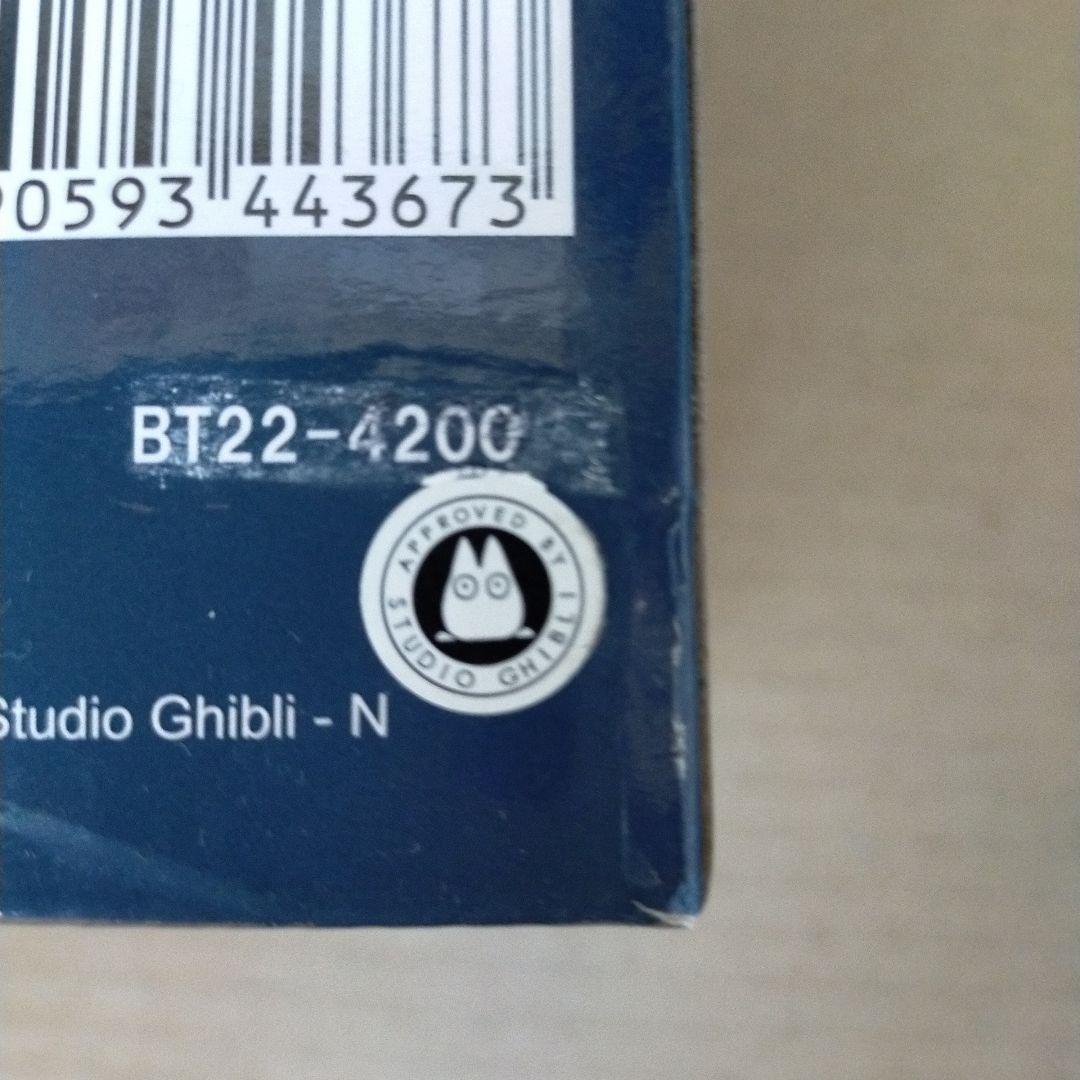 0593 443673
BT22-4200
APPROVED BY
STUDIO GHIBLI
Studio Ghibli - N